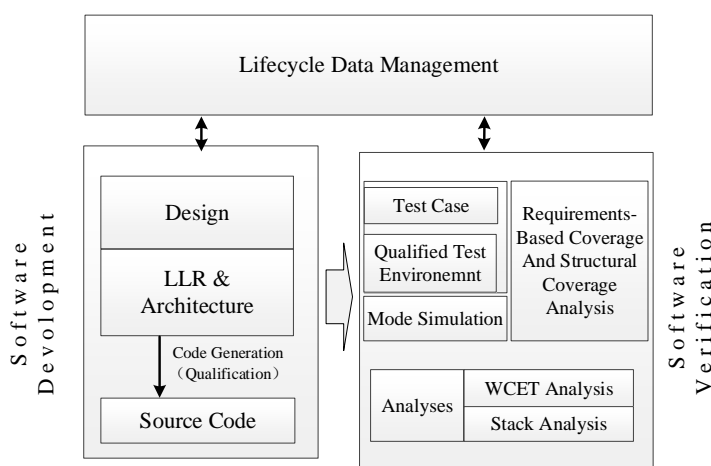 Lifecycle Data Management
Software
Devolopment
Design
LLR &
Architecture
Code Generation
（Qualification）
Source Code
Test Case
Qualified Test
Environemnt
Mode Simulation
Requirements-
Based Coverage
And Structural
Coverage
Analysis
Analyses
WCET Analysis
Stack Analysis
Software
Verification